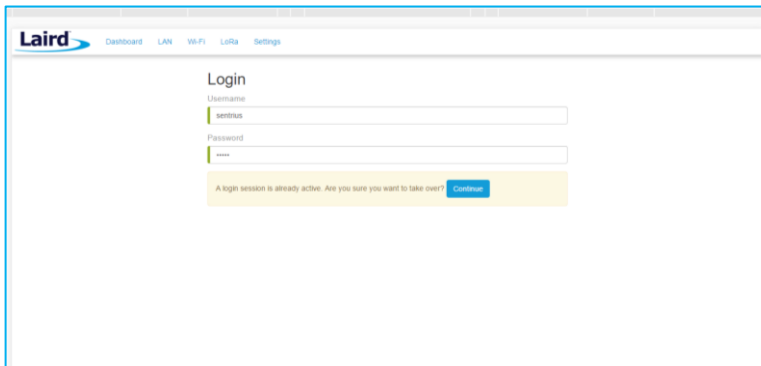 Laird
Dashboard LAN Wi-Fi LoRa Settings
Login
Username
sentrius
Password
•••••
A login session is already active. Are you sure you want to take over? Continue